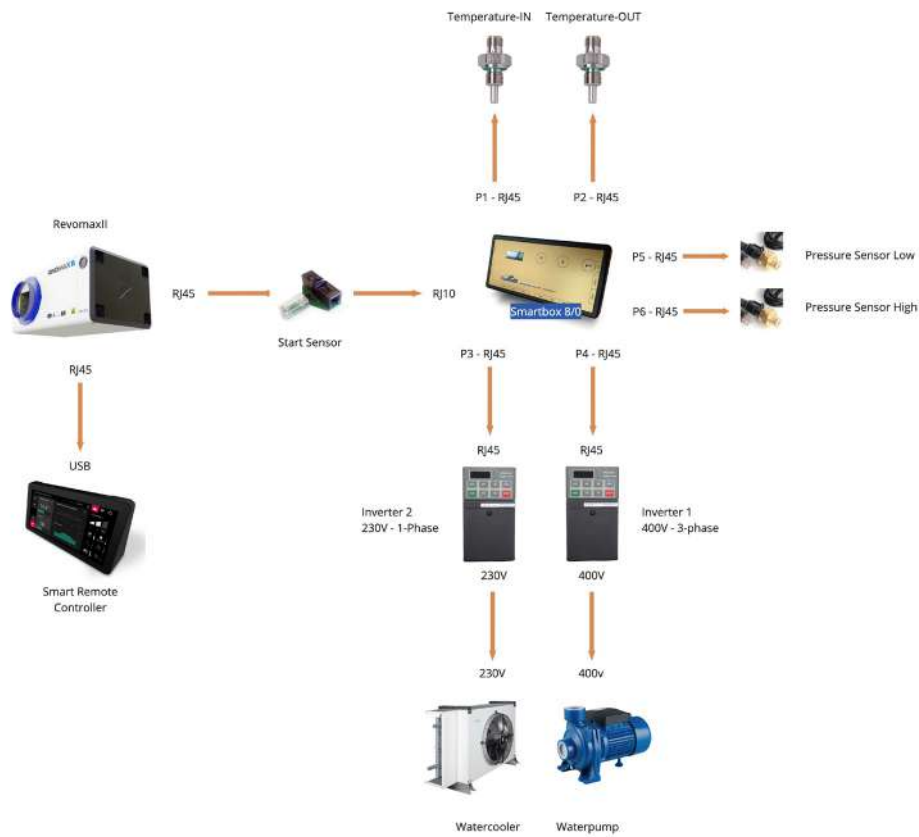 Temperature-IN
Temperature-OUT
P1 - RJ45
P2 - RJ45
RevomaxII
P5 - RJ45
Pressure Sensor Low
RJ45
RJ10
Smartbox 8/0
P6 - RJ45
Pressure Sensor High
Start Sensor
P3 - RJ45
P4 - RJ45
RJ45
USB
RJ45
RJ45
Inverter 2
230V - 1-Phase
Inverter 1
400V - 3-phase
230V
400V
Smart Remote
Controller
230V
400v
Watercooler
Waterpump